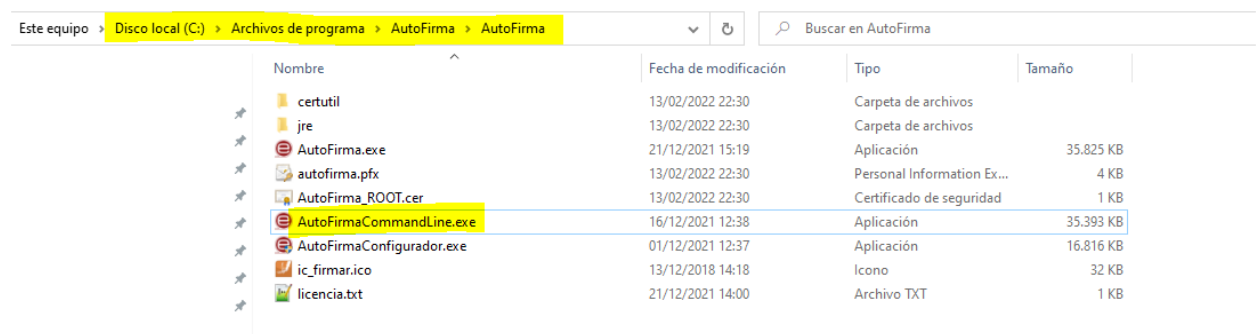 Este equipo > Disco local (C:) > Archivos de programa > AutoFirma > AutoFirma Buscar en AutoFirma
Nombre Fecha de modificación Tipo Tamaño
certutil 13/02/2022 22:30 Carpeta de archivos
jre 13/02/2022 22:30 Carpeta de archivos
AutoFirma.exe 21/12/2021 15:19 Aplicación 35.825 KB
autofirma.pfx 13/02/2022 22:30 Personal Information Ex... 4 KB
AutoFirma_ROOT.cer 13/02/2022 22:30 Certificado de seguridad 1 KB
AutoFirmaCommandLine.exe 16/12/2021 12:38 Aplicación 35.393 KB
AutoFirmaConfigurador.exe 01/12/2021 12:37 Aplicación 16.816 KB
ic_firmar.ico 13/12/2018 14:18 Icono 32 KB
licencia.txt 21/12/2021 14:00 Archivo TXT 1 KB